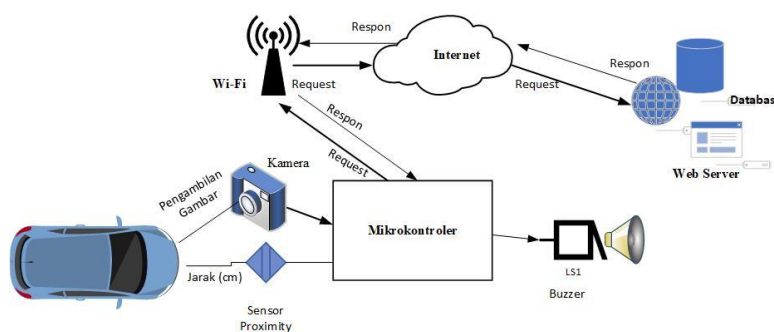 Respon
Internet
Respon
Wi-Fi
Request
Request
Databas
Respon
Request
Web Server
Kamera
Pengambilan
Gambar
Mikrokontroler
Jarak (cm)
LS1
Buzzer
Sensor
Proximity